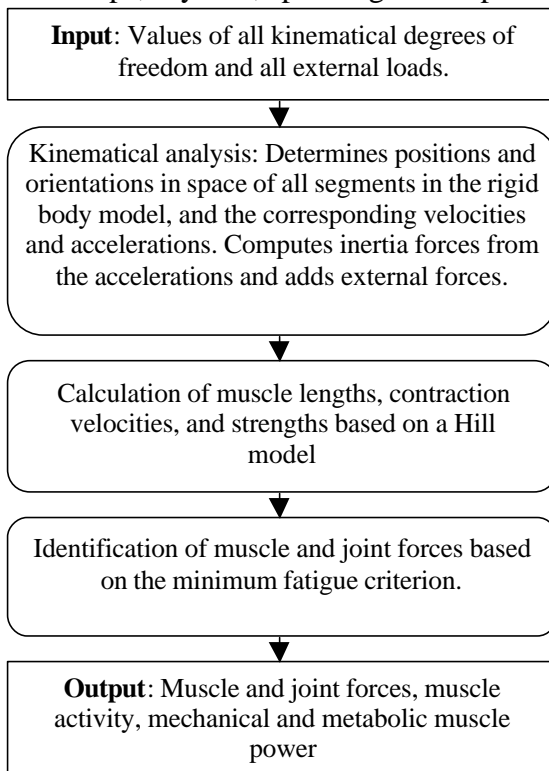 Input: Values of all kinematical degrees of
freedom and all external loads.
Kinematical analysis: Determines positions and
orientations in space of all segments in the rigid
body model, and the corresponding velocities
and accelerations. Computes inertia forces from
the accelerations and adds external forces.
Calculation of muscle lengths, contraction
velocities, and strengths based on a Hill
model
Identification of muscle and joint forces based
on the minimum fatigue criterion.
Output: Muscle and joint forces, muscle
activity, mechanical and metabolic muscle
power